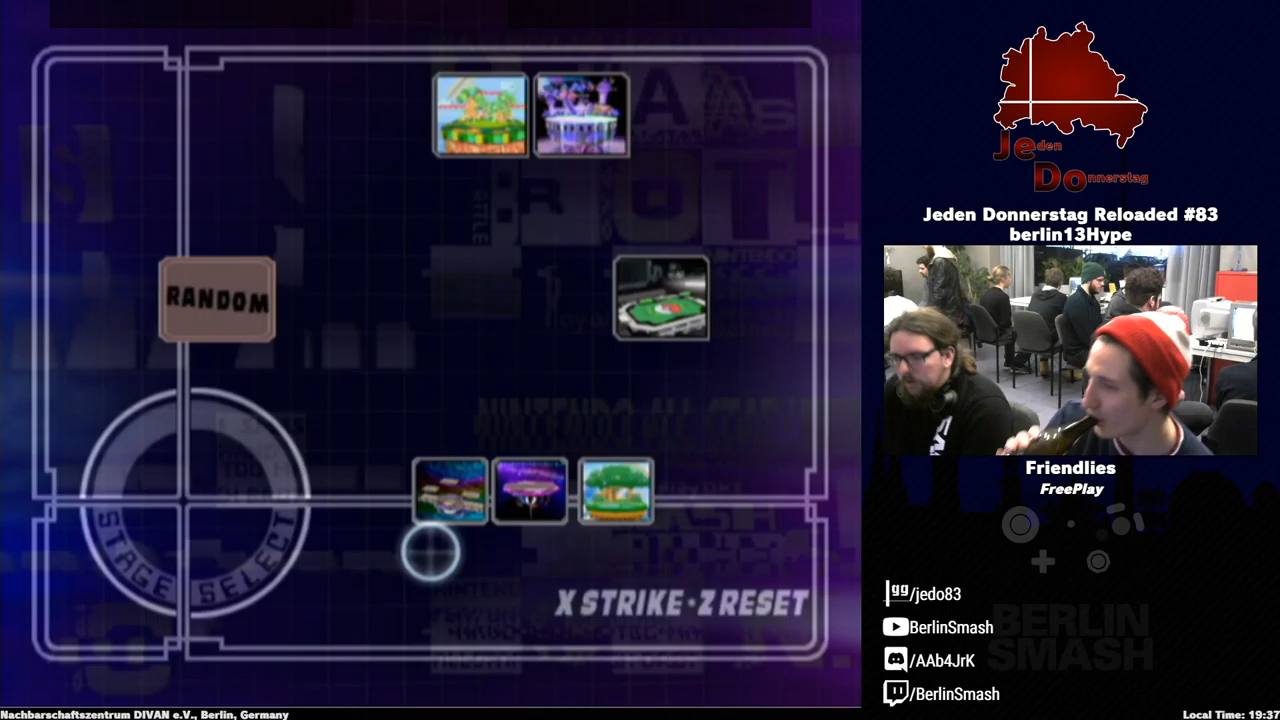 RANDOM
STAGE SELECT
X STRIKE · Z RESET
Jeden
Donnerstag
Jeden Donnerstag Reloaded #83
berlin13Hype
Friendlies
FreePlay
gg/jedo83
BerlinSmash
/AAb4JrK
/BerlinSmash
BERLIN
SMASH
Nachbarschaftszentrum DIVAN e.V., Berlin, Germany
Local Time: 19:37